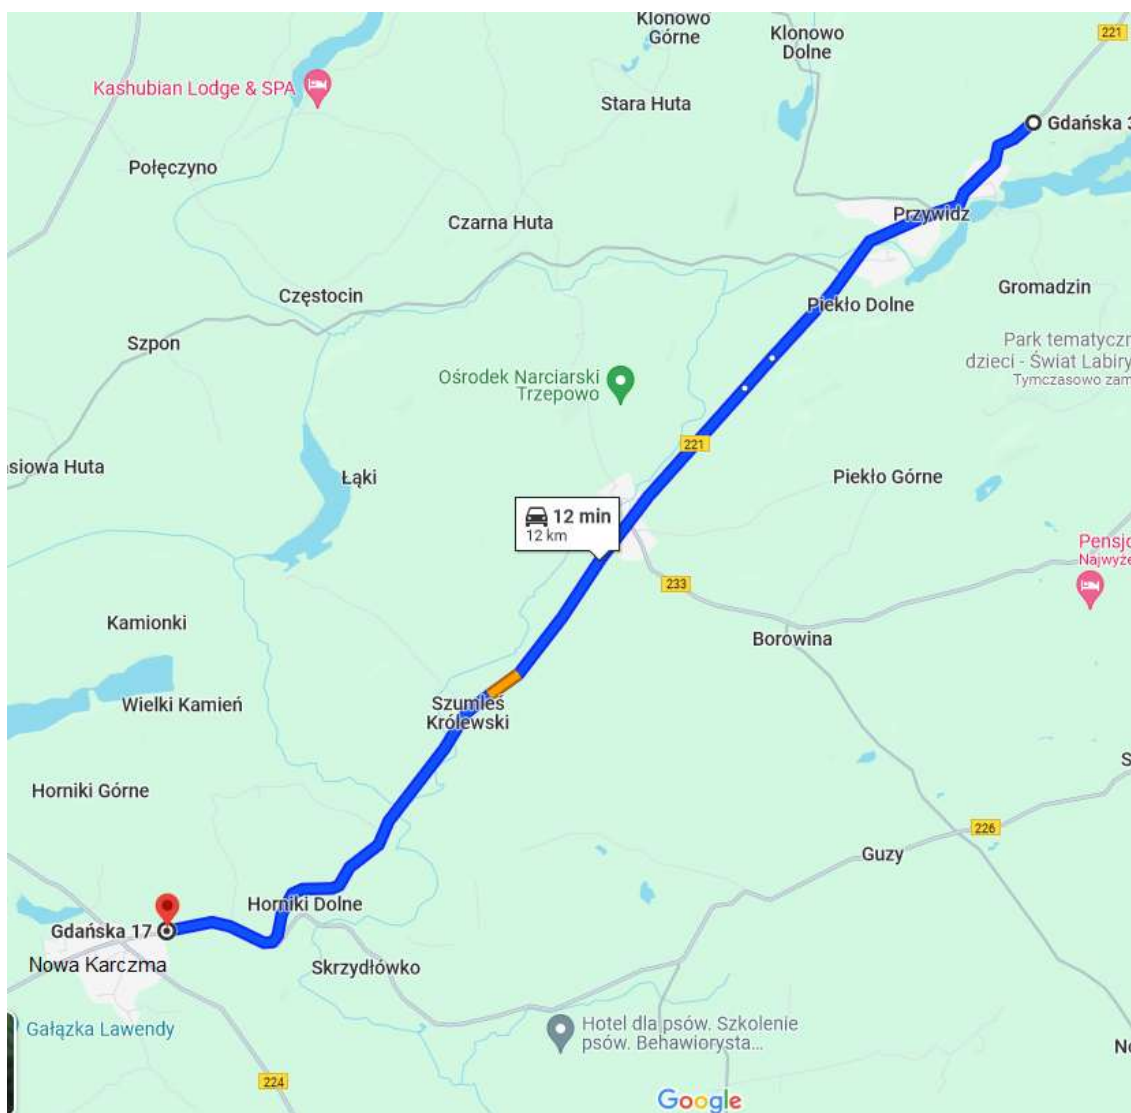 Klonowo
Górne
Klonowo
Dolne
221
Kashubian Lodge & SPA
Stara Huta
Gdańska 3
Połęczyno
Przywidz
Czarna Huta
Gromadzin
Częstocin
Piekło Dolne
Szpon
Park tematyczn
dzieci - Świat Labiry
Tymczasowo zam
Ośrodek Narciarski
Trzepowo
221
siowa Huta
Łąki
Piekło Górne
12 min
12 km
Pensjo
Najwyże
233
Kamionki
Borowina
Wielki Kamień
Szumleś
Królewski
S
Horniki Górne
226
Guzy
Horniki Dolne
Gdańska 17
Nowa Karczma
Skrzydłówko
Gałązka Lawendy
Hotel dla psów. Szkolenie
psów. Behawiorysta...
No
224
Google